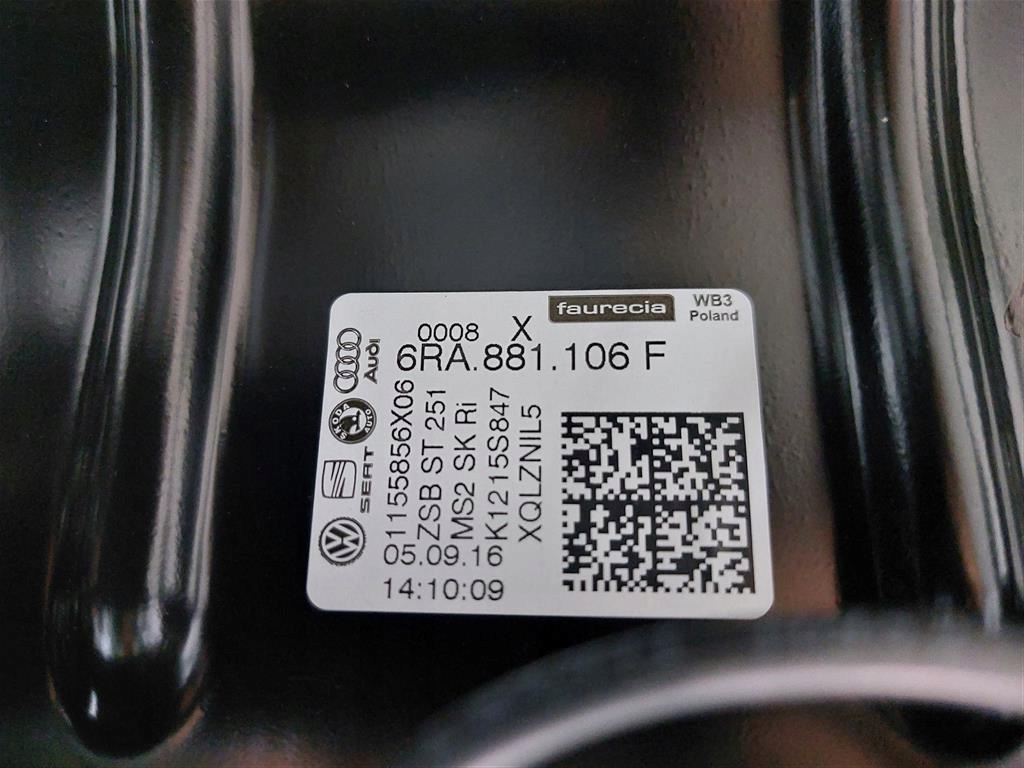 faurecia
WB3
Poland
0008 X
6RA.881.106 F
Audi
SKODA
AUTO
SEAT
01155856X06
ZSB ST 251
MS2 SK Ri
K1215S847
XQLZNIL5
05.09.16
14:10:09